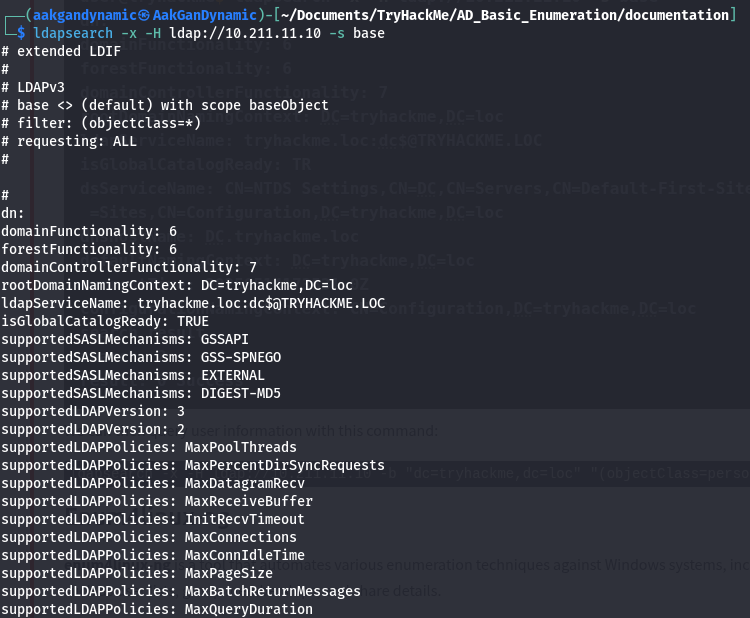 ┌──(aakgandynamic㉿AakGanDynamic)-[~/Documents/TryHackMe/AD_Basic_Enumeration/documentation]
└─$ ldapsearch -x -H ldap://10.211.11.10 -s base
# extended LDIF
#
# LDAPv3
# base <> (default) with scope baseObject
# filter: (objectclass=*)
# requesting: ALL
#

#
dn:
domainFunctionality: 6
forestFunctionality: 6
domainControllerFunctionality: 7
rootDomainNamingContext: DC=tryhackme,DC=loc
ldapServiceName: tryhackme.loc:dc$@TRYHACKME.LOC
isGlobalCatalogReady: TRUE
supportedSASLMechanisms: GSSAPI
supportedSASLMechanisms: GSS-SPNEGO
supportedSASLMechanisms: EXTERNAL
supportedSASLMechanisms: DIGEST-MD5
supportedLDAPVersion: 3
supportedLDAPVersion: 2
supportedLDAPPolicies: MaxPoolThreads
supportedLDAPPolicies: MaxPercentDirSyncRequests
supportedLDAPPolicies: MaxDatagramRecv
supportedLDAPPolicies: MaxReceiveBuffer
supportedLDAPPolicies: InitRecvTimeout
supportedLDAPPolicies: MaxConnections
supportedLDAPPolicies: MaxConnIdleTime
supportedLDAPPolicies: MaxPageSize
supportedLDAPPolicies: MaxBatchReturnMessages
supportedLDAPPolicies: MaxQueryDuration